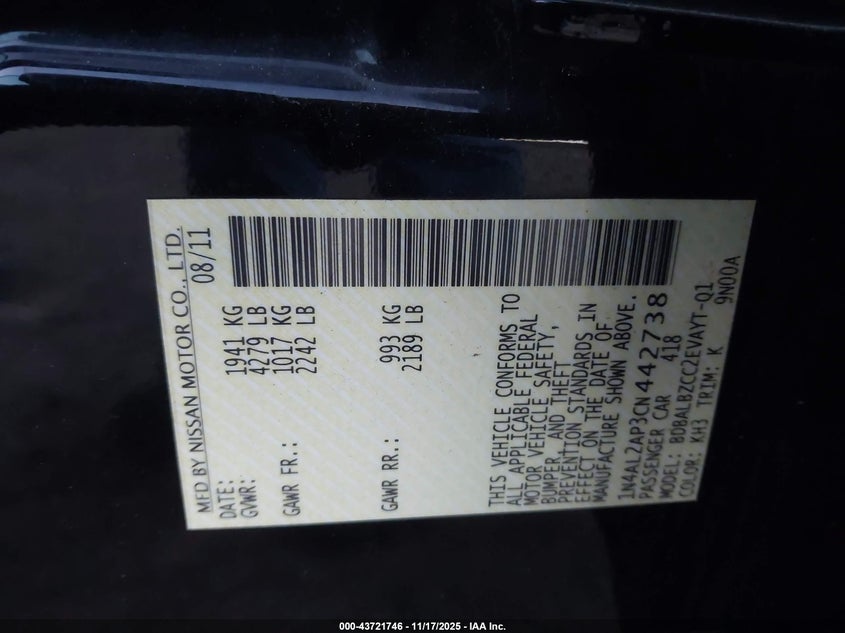 MFD BY NISSAN MOTOR CO., LTD.
DATE: 08/11
GVWR: 1941 KG
4279 LB
GAWR FR.: 1017 KG
2242 LB
GAWR RR.: 993 KG
2189 LB
THIS VEHICLE CONFORMS TO
ALL APPLICABLE FEDERAL
MOTOR VEHICLE SAFETY,
BUMPER, AND THEFT
PREVENTION STANDARDS IN
EFFECT ON THE DATE OF
MANUFACTURE SHOWN ABOVE.
1N4AL2AP3CN442738
PASSENGER CAR 418
MODEL: BDBALBZCC2EVAYT-Q1
COLOR: KH3 TRIM: K 9N00A
000-43721746 - 11/17/2025 - IAA Inc.